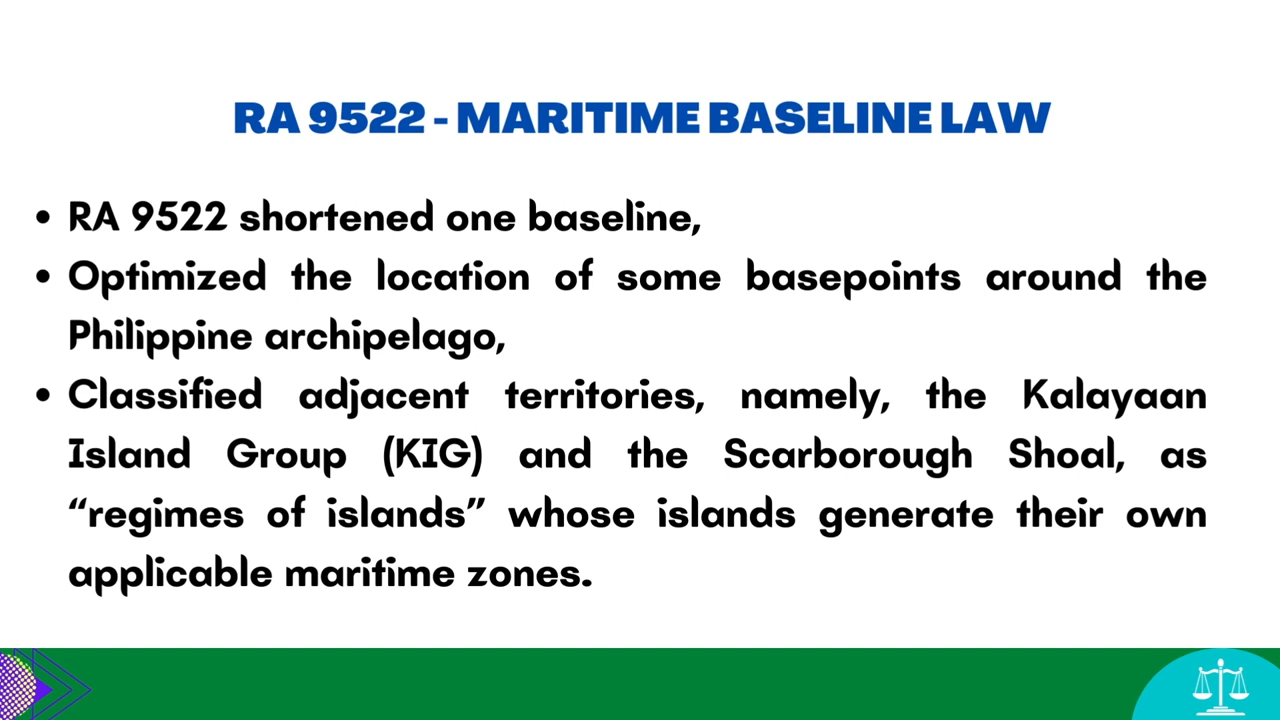 RA 9522 - MARITIME BASELINE LAW
• RA 9522 shortened one baseline,
• Optimized the location of some basepoints around the
Philippine archipelago,
• Classified adjacent territories, namely, the Kalayaan
Island Group (KIG) and the Scarborough Shoal, as
“regimes of islands” whose islands generate their own
applicable maritime zones.